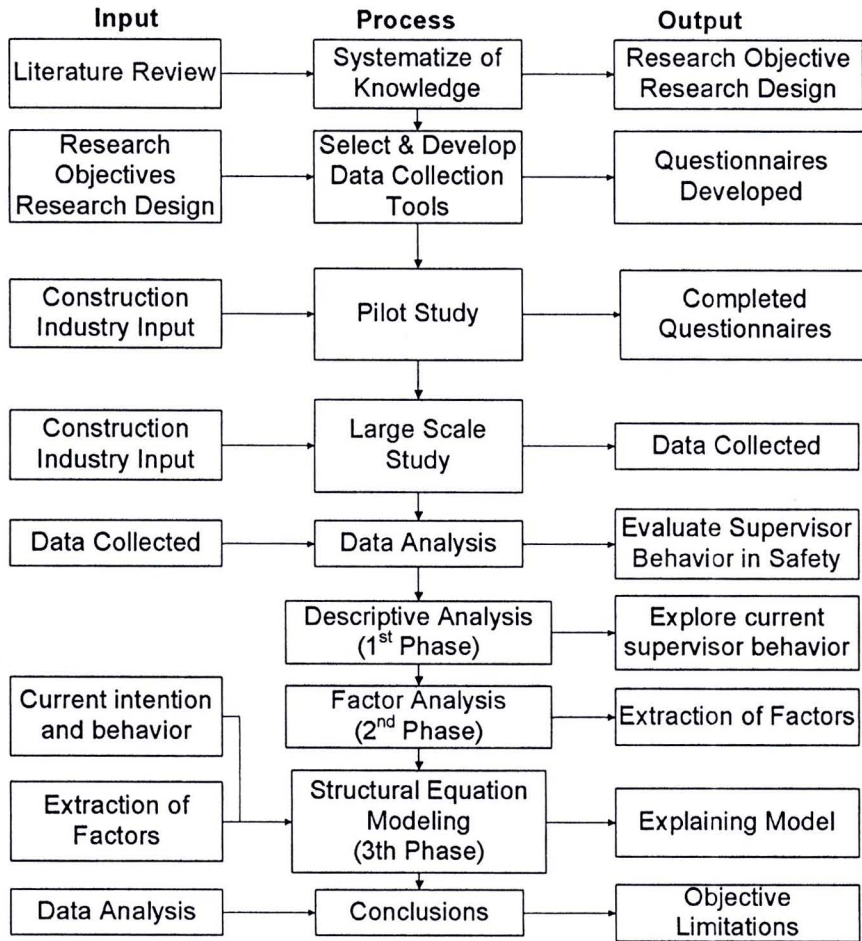 Input
Process
Output
Literature Review
Systematize of
Knowledge
Research Objective
Research Design
Research
Objectives
Research Design
Select & Develop
Data Collection
Tools
Questionnaires
Developed
Construction
Industry Input
Pilot Study
Completed
Questionnaires
Construction
Industry Input
Large Scale
Study
Data Collected
Data Collected
Data Analysis
Evaluate Supervisor
Behavior in Safety
Descriptive Analysis
(1st Phase)
Explore current
supervisor behavior
Current intention
and behavior
Factor Analysis
(2nd Phase)
Extraction of Factors
Extraction of
Factors
Structural Equation
Modeling
(3th Phase)
Explaining Model
Data Analysis
Conclusions
Objective
Limitations